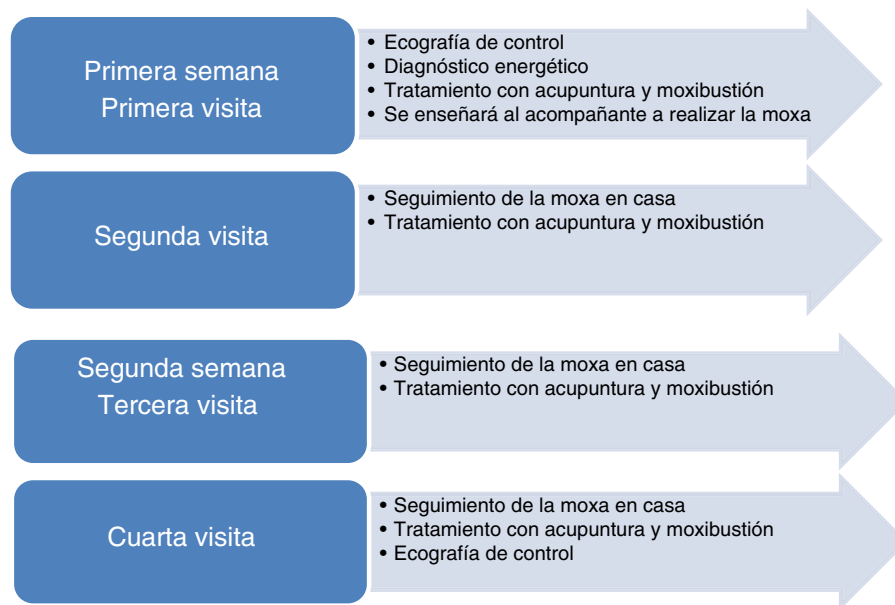 Primera semana
Primera visita
• Ecografía de control
• Diagnóstico energético
• Tratamiento con acupuntura y moxibustión
• Se enseñará al acompañante a realizar la moxa
Segunda visita
• Seguimiento de la moxa en casa
• Tratamiento con acupuntura y moxibustión
Segunda semana
Tercera visita
• Seguimiento de la moxa en casa
• Tratamiento con acupuntura y moxibustión
Cuarta visita
• Seguimiento de la moxa en casa
• Tratamiento con acupuntura y moxibustión
• Ecografía de control